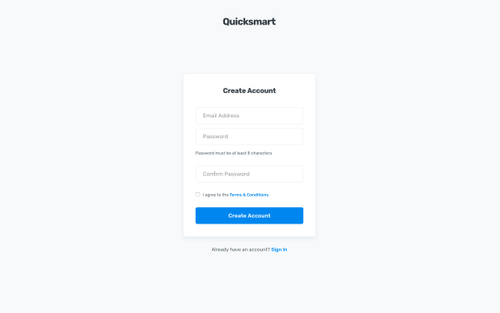 Quicksmart
Create Account
Email Address
Password
Password must be at least 8 characters
Confirm Password
I agree to the Terms & Conditions
Create Account
Already have an account? Sign in